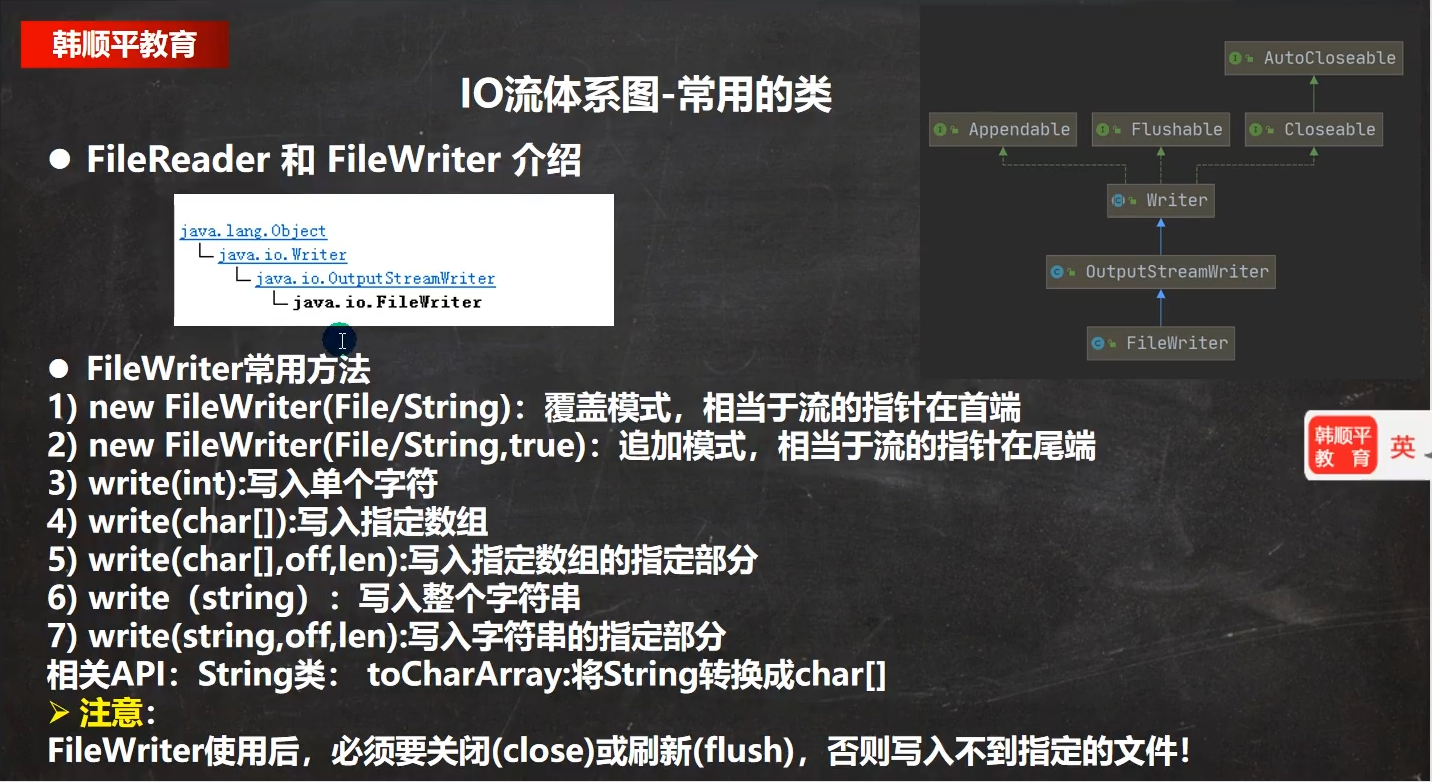 韩顺平教育
IO流体系图-常用的类
● FileReader 和 FileWriter 介绍
java.lang.Object
java.io.Writer
java.io.OutputStreamWriter
java.io.FileWriter
AutoCloseable
Appendable
Flushable
Closeable
Writer
OutputStreamWriter
FileWriter
● FileWriter常用方法
1) new FileWriter(File/String)：覆盖模式，相当于流的指针在首端
2) new FileWriter(File/String,true)：追加模式，相当于流的指针在尾端
3) write(int):写入单个字符
4) write(char[]):写入指定数组
5) write(char[],off,len):写入指定数组的指定部分
6) write（string）：写入整个字符串
7) write(string,off,len):写入字符串的指定部分
相关API：String类： toCharArray:将String转换成char[]
➢ 注意：
FileWriter使用后，必须要关闭(close)或刷新(flush)，否则写入不到指定的文件！
韩顺平
教 育
英